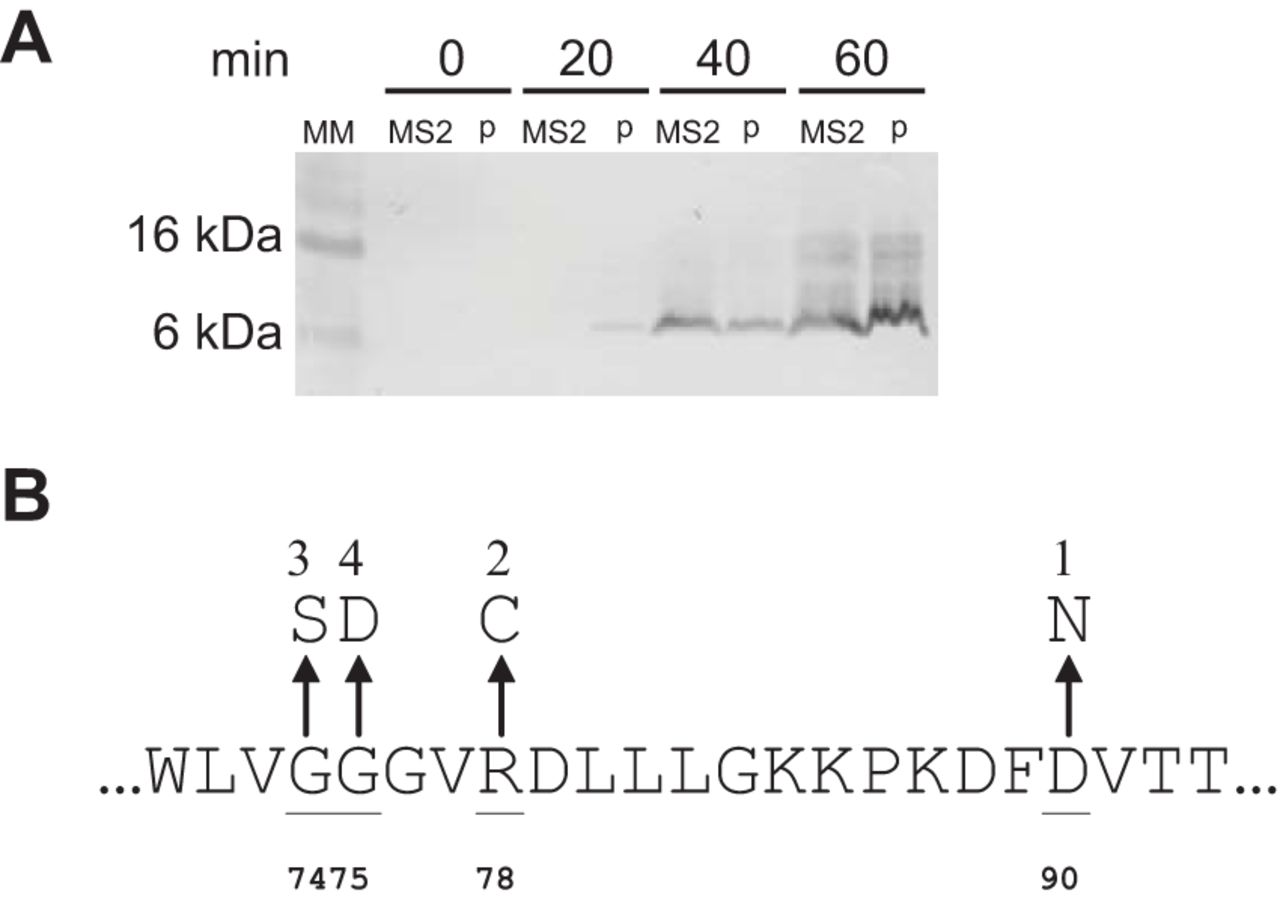 A
min 0 20 40 60
MM MS2 p MS2 p MS2 p MS2 p
16 kDa
6 kDa
B
3 4 2 1
S D C N
...WLVGGGVRDLLLGKKPKDFDVTT...
7475 78 90